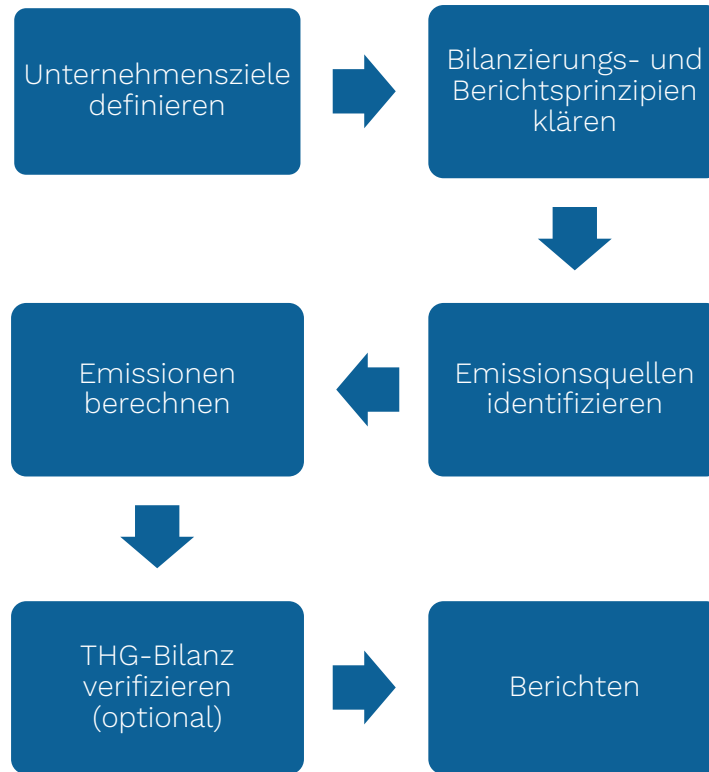 Unternehmensziele
definieren
Bilanzierungs- und
Berichtsprinzipien
klären
Emissionsquellen
identifizieren
Emissionen
berechnen
THG-Bilanz
verifizieren
(optional)
Berichten